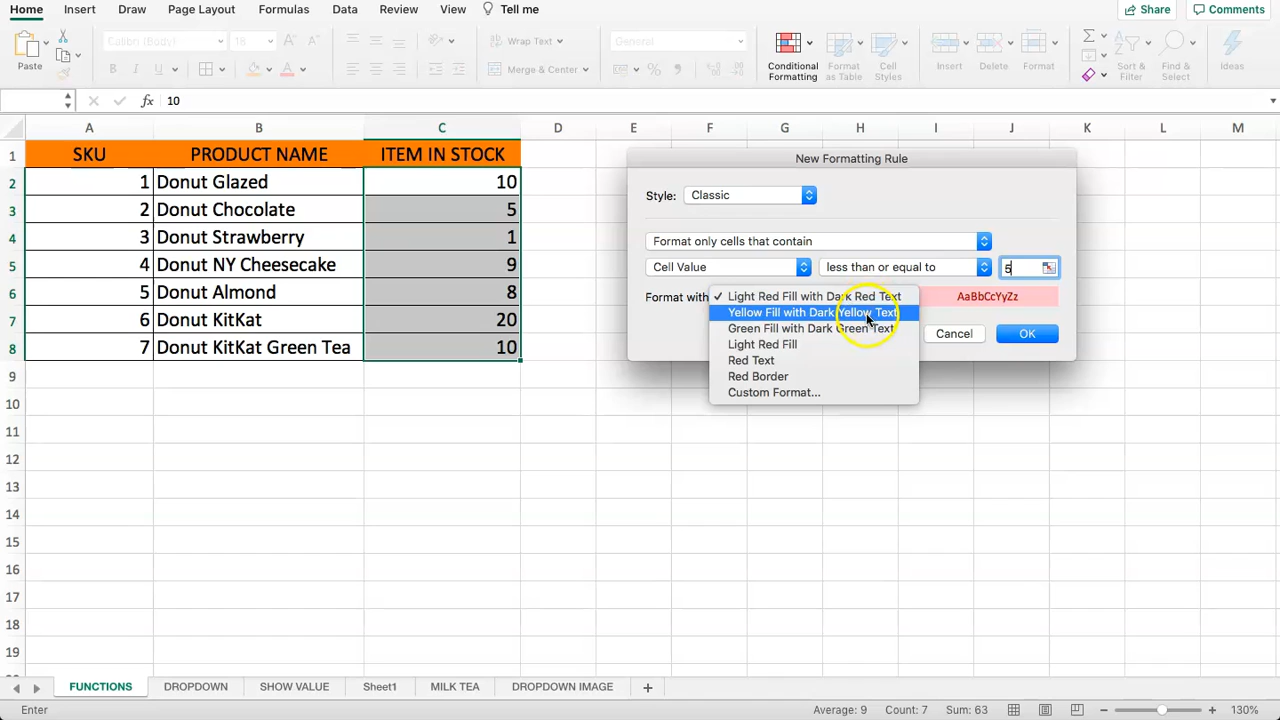 Home Insert Draw Page Layout Formulas Data Review View Tell me Share Comments
Paste Calibri (Body) 18 A A Wrap Text General Conditional Formatting Format as Table Cell Styles Insert Delete Format Sort & Filter Find & Select Ideas
B I U A Merge & Center % )
fx 10
A B C D E F G H I J K L M
1 SKU PRODUCT NAME ITEM IN STOCK
2 1 Donut Glazed 10
3 2 Donut Chocolate 5
4 3 Donut Strawberry 1
5 4 Donut NY Cheesecake 9
6 5 Donut Almond 8
7 6 Donut KitKat 20
8 7 Donut KitKat Green Tea 10
9
10
11
12
13
14
15
16
17
18
19
New Formatting Rule
Style: Classic
Format only cells that contain
Cell Value less than or equal to 5
Format with ✓ Light Red Fill with Dark Red Text AaBbCcYyZz
Yellow Fill with Dark Yellow Text
Green Fill with Dark Green Text
Light Red Fill
Red Text
Red Border
Custom Format...
Cancel OK
FUNCTIONS DROPDOWN SHOW VALUE Sheet1 MILK TEA DROPDOWN IMAGE +
Enter Average: 9 Count: 7 Sum: 63 130%